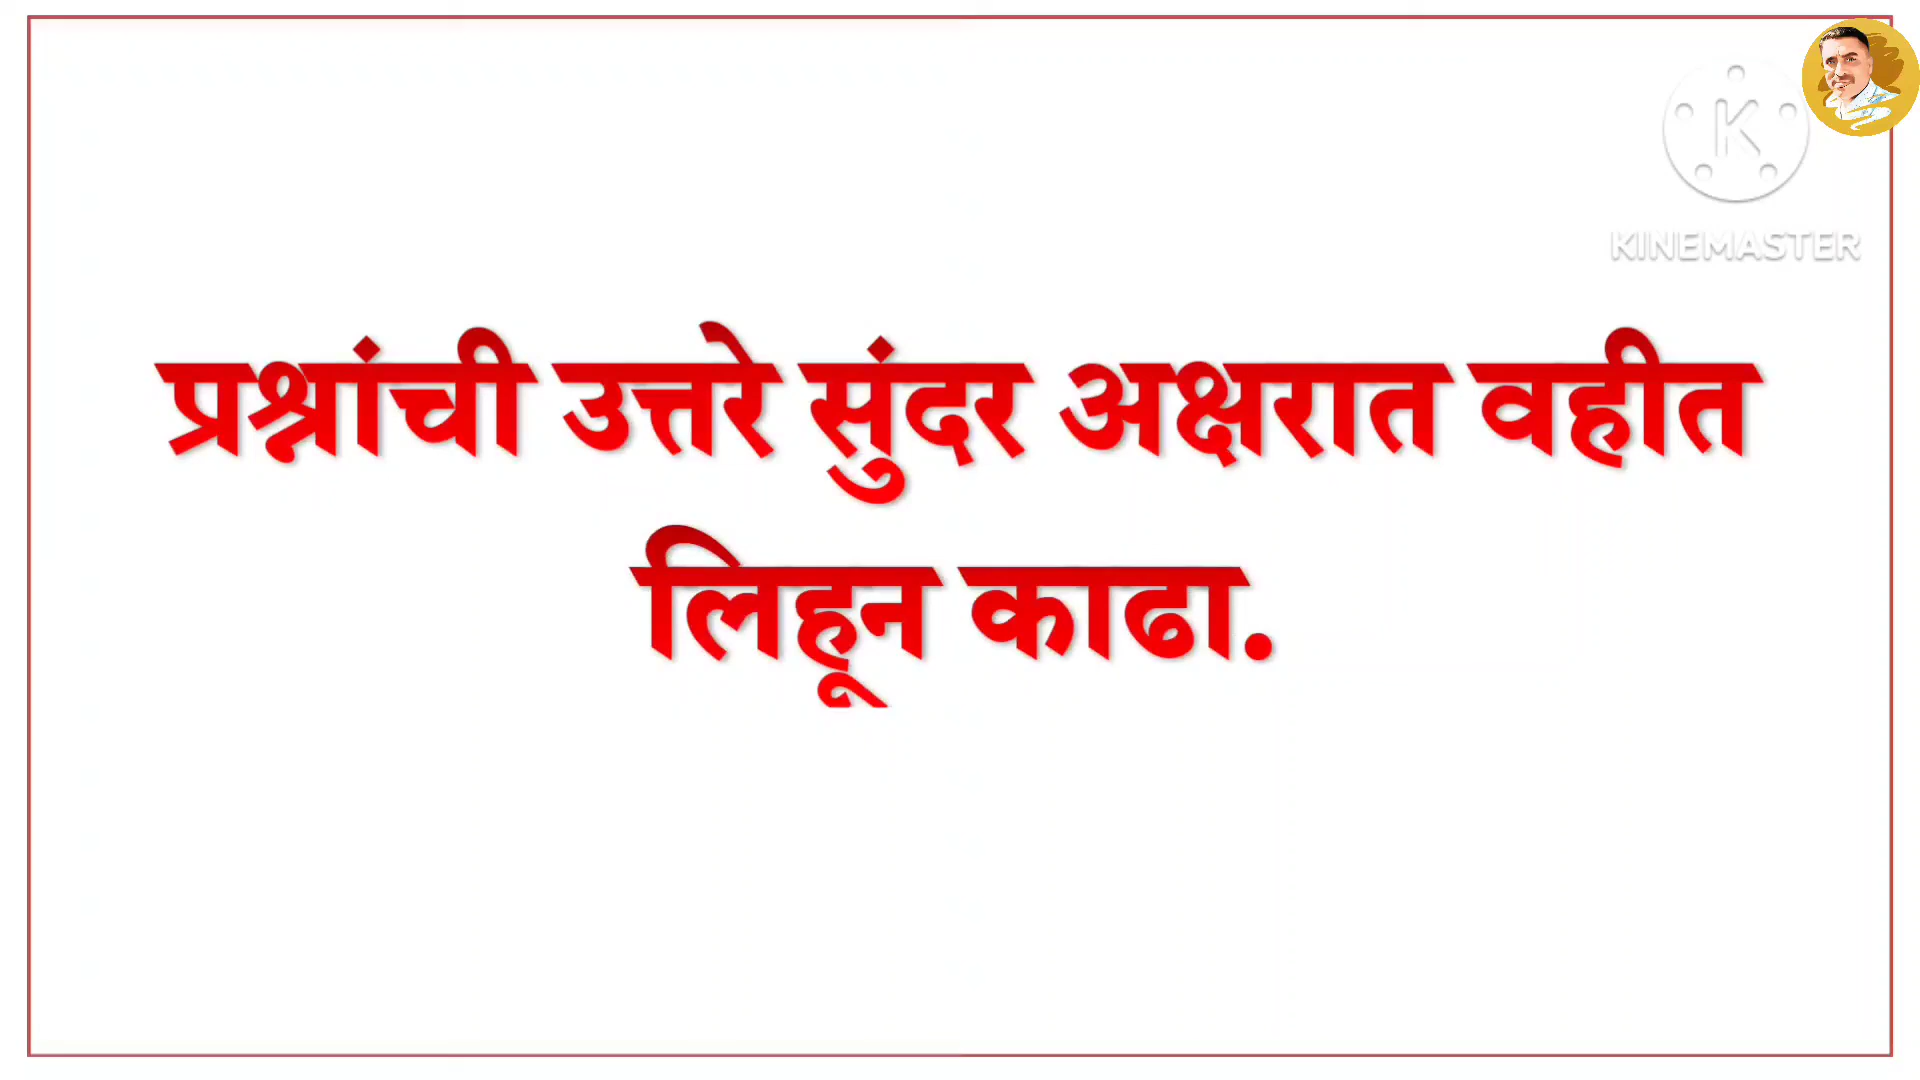 KINEMASTER
प्रश्नांची उत्तरे सुंदर अक्षरात वहीत
लिहून काढा.